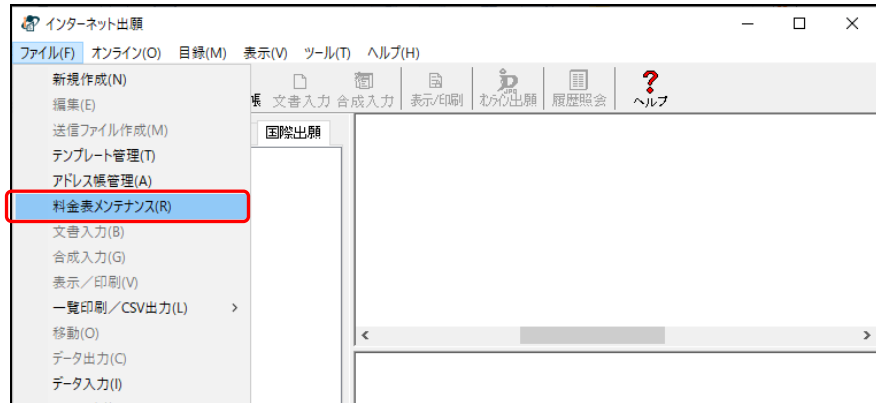 インターネット出願
ファイル(F) オンライン(O) 目録(M) 表示(V) ツール(T) ヘルプ(H)
新規作成(N)
編集(E)
送信ファイル作成(M)
テンプレート管理(T)
アドレス帳管理(A)
料金表メンテナンス(R)
文書入力(B)
合成入力(G)
表示／印刷(V)
一覧印刷／CSV出力(L)
移動(O)
データ出力(C)
データ入力(I)
帳 文書入力 合成入力 表示/印刷 かんたん出願 履歴照会 ヘルプ
国際出願